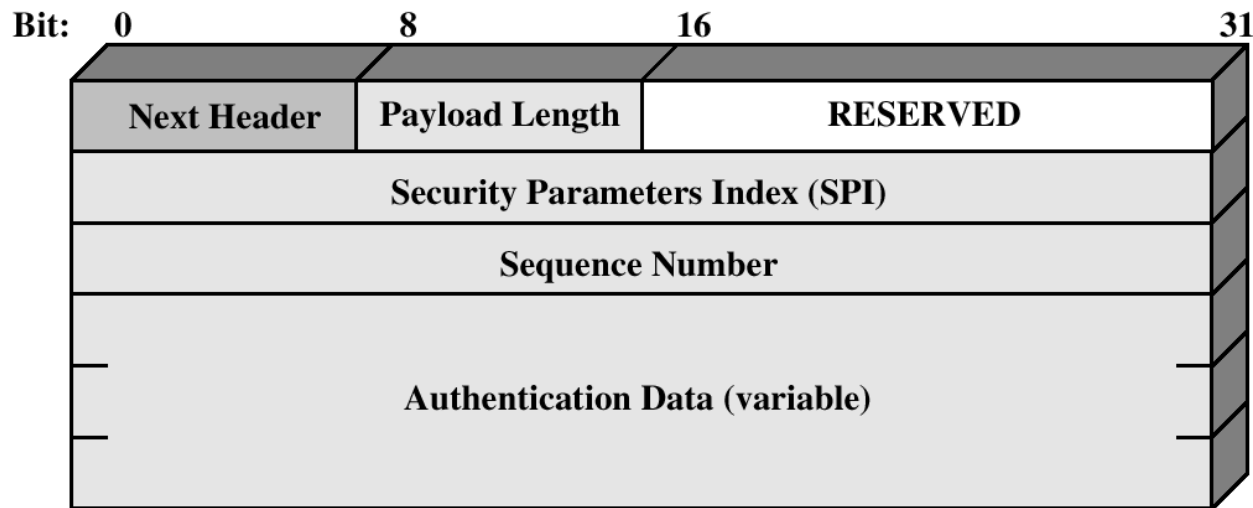 Bit: 0 8 16 31
Next Header Payload Length RESERVED
Security Parameters Index (SPI)
Sequence Number
Authentication Data (variable)